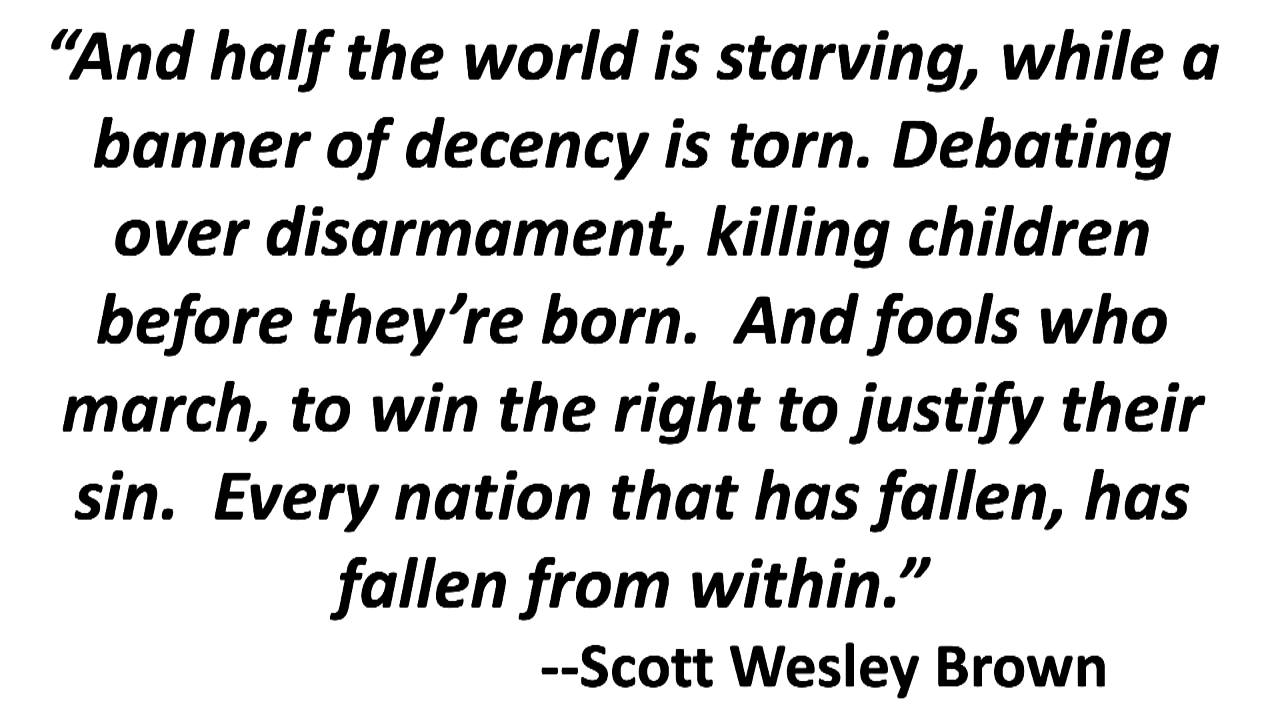 “And half the world is starving, while a
banner of decency is torn. Debating
over disarmament, killing children
before they’re born.  And fools who
march, to win the right to justify their
sin.  Every nation that has fallen, has
fallen from within.”
--Scott Wesley Brown